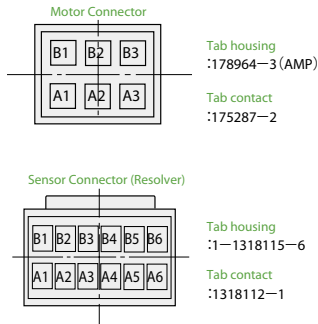 Motor Connector
B1 B2 B3
A1 A2 A3
Tab housing
:178964－3(AMP)
Tab contact
:175287－2
Sensor Connector (Resolver)
B1 B2 B3 B4 B5 B6
A1 A2 A3 A4 A5 A6
Tab housing
:1－1318115－6
Tab contact
:1318112－1